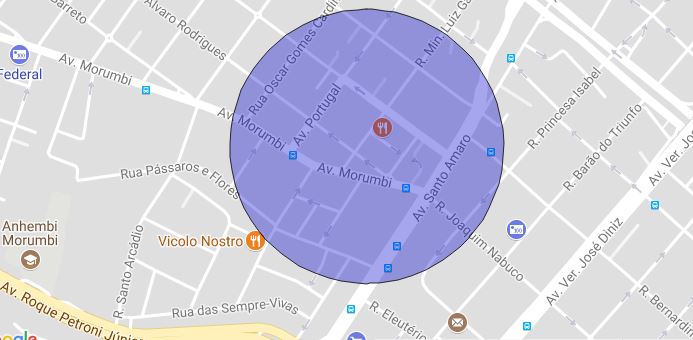 Barreto
Alvaro Rodrigues
Rua Oscar Gomes Cardim
R. Min. Luiz Ga
Federal
Av. Morumbi
Av. Morumbi
Av. Portugal
R. Princesa Isabel
R. Barão do Triunfo
Av. Ver. Jo
Rua Pássaros e Flores
Av. Morumbi
Av. Santo Amaro
R. Joaquim Nabuco
Anhembi
Morumbi
Vicolo Nostro
R. Santo Arcádio
Av. Ver. José Diniz
Av. Roque Petroni Júnior
Rua das Sempre-Vivas
R. Eleutério
R. Bernardin